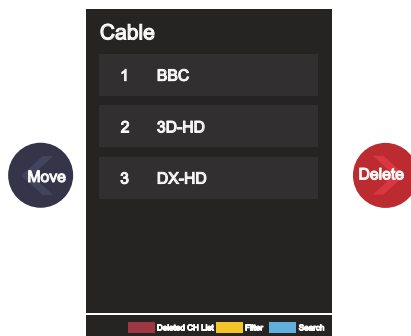 Cable
1 BBC
2 3D-HD
3 DX-HD
Move
Delete
Deleted CH List Filter Search